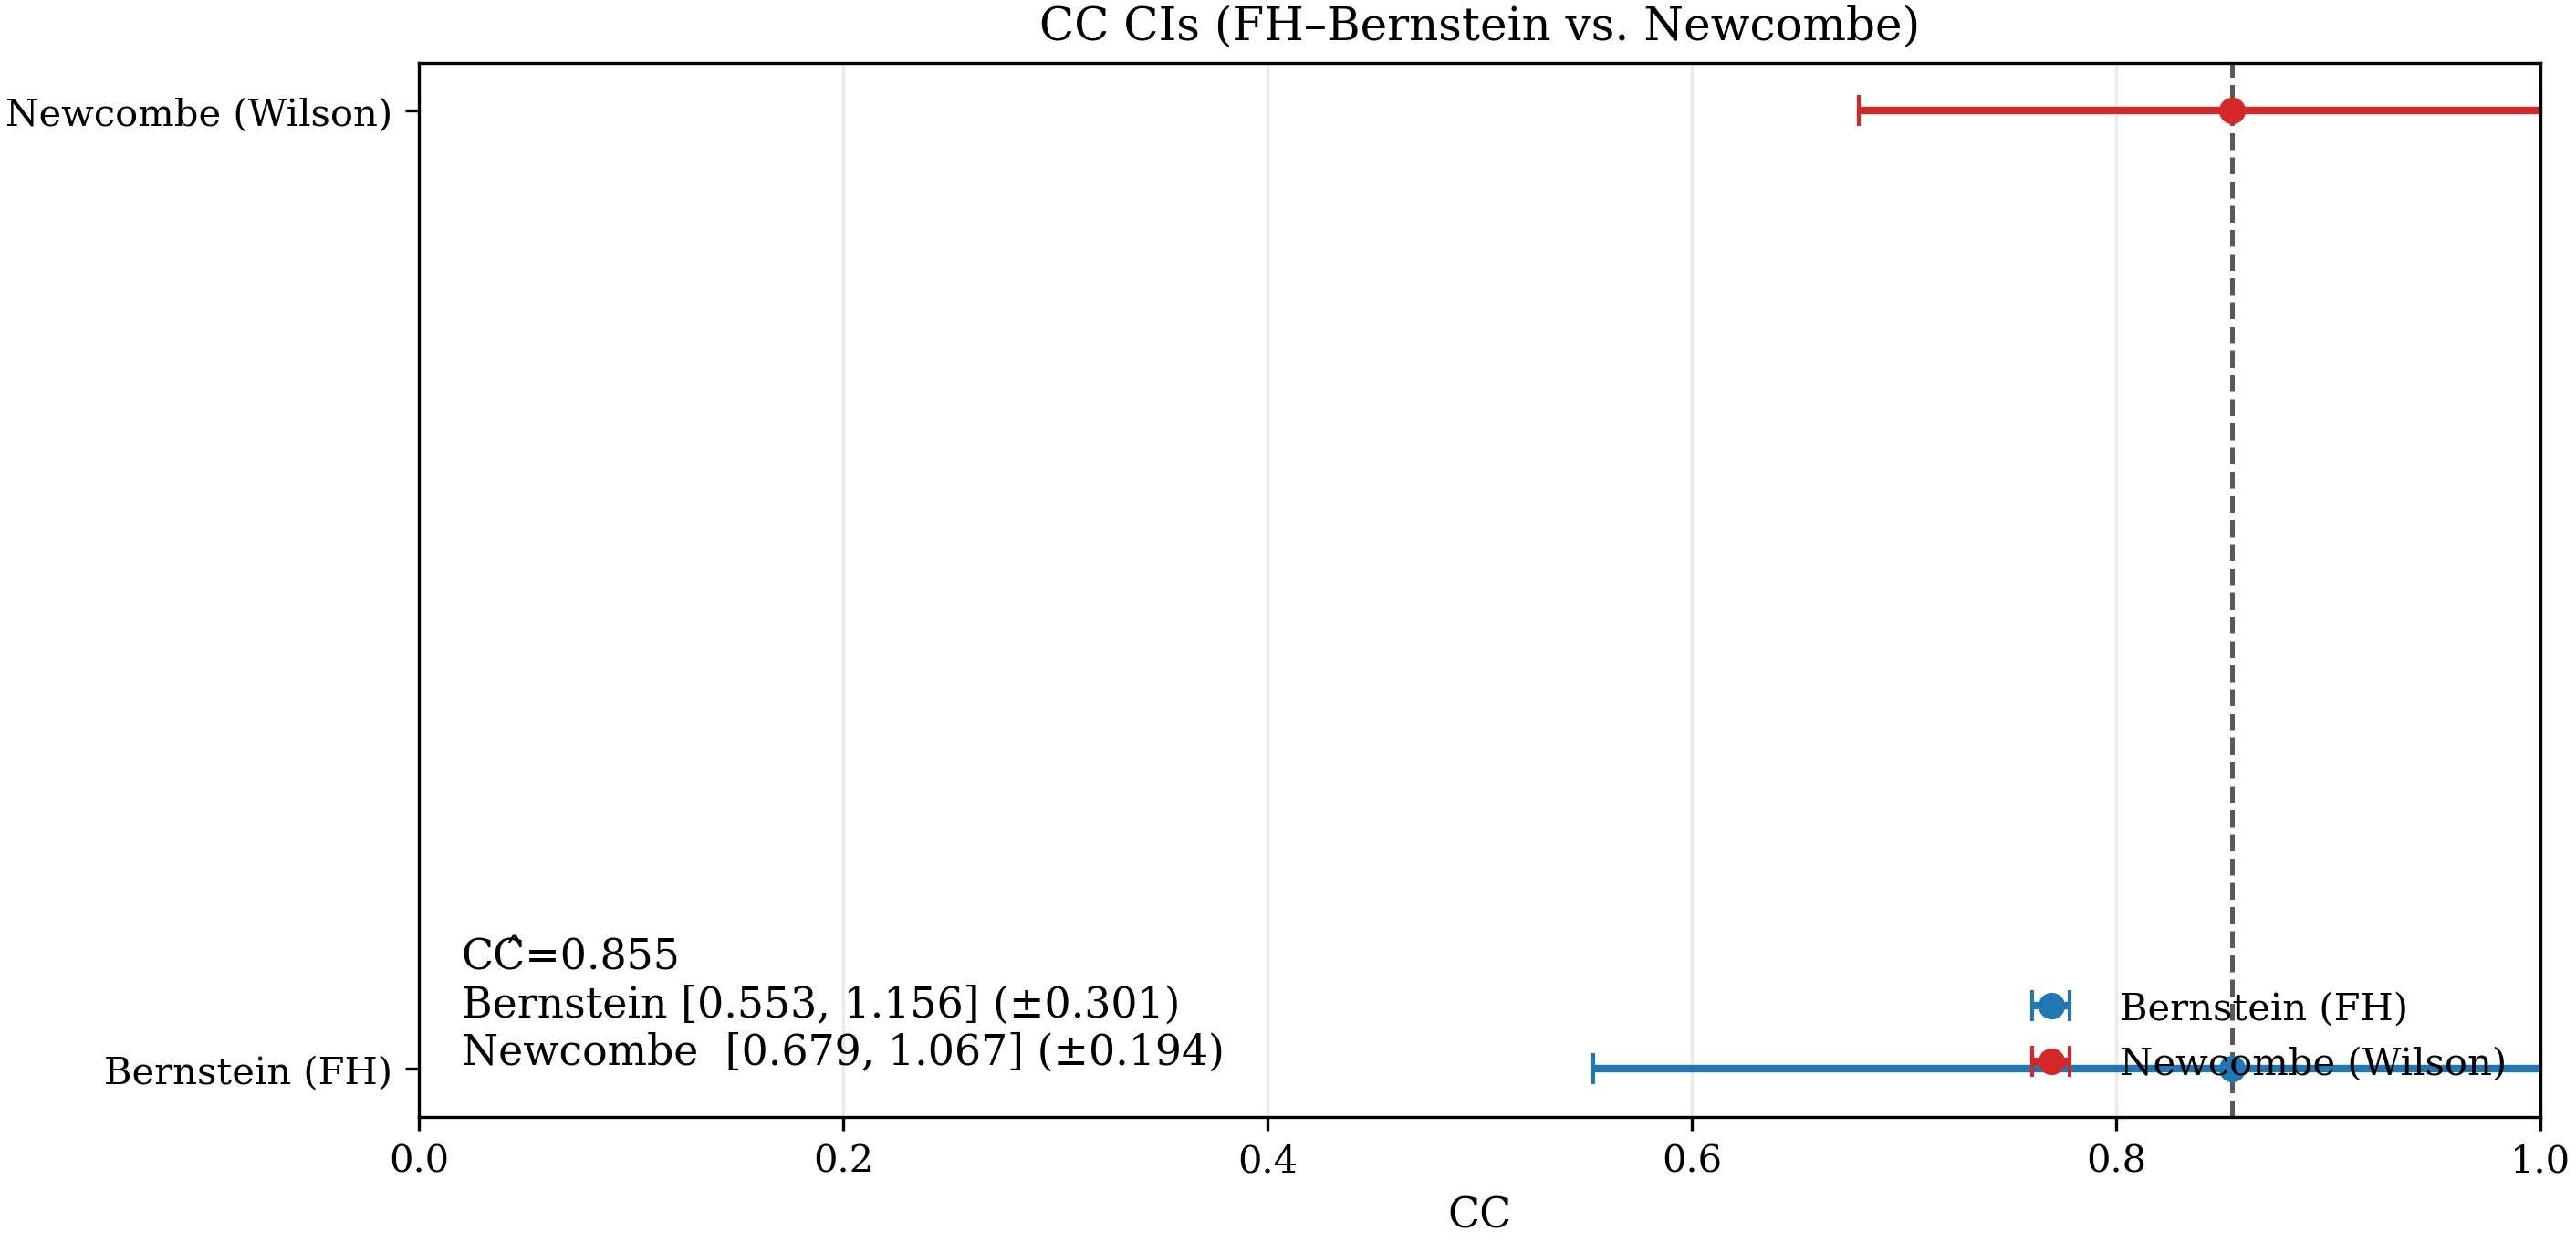 CC CIs (FH–Bernstein vs. Newcombe)
Newcombe (Wilson)
CĈ=0.855
Bernstein [0.553, 1.156] (±0.301)
Newcombe  [0.679, 1.067] (±0.194)
Bernstein (FH)
Newcombe (Wilson)
Bernstein (FH)
0.0 0.2 0.4 0.6 0.8 1.0
CC